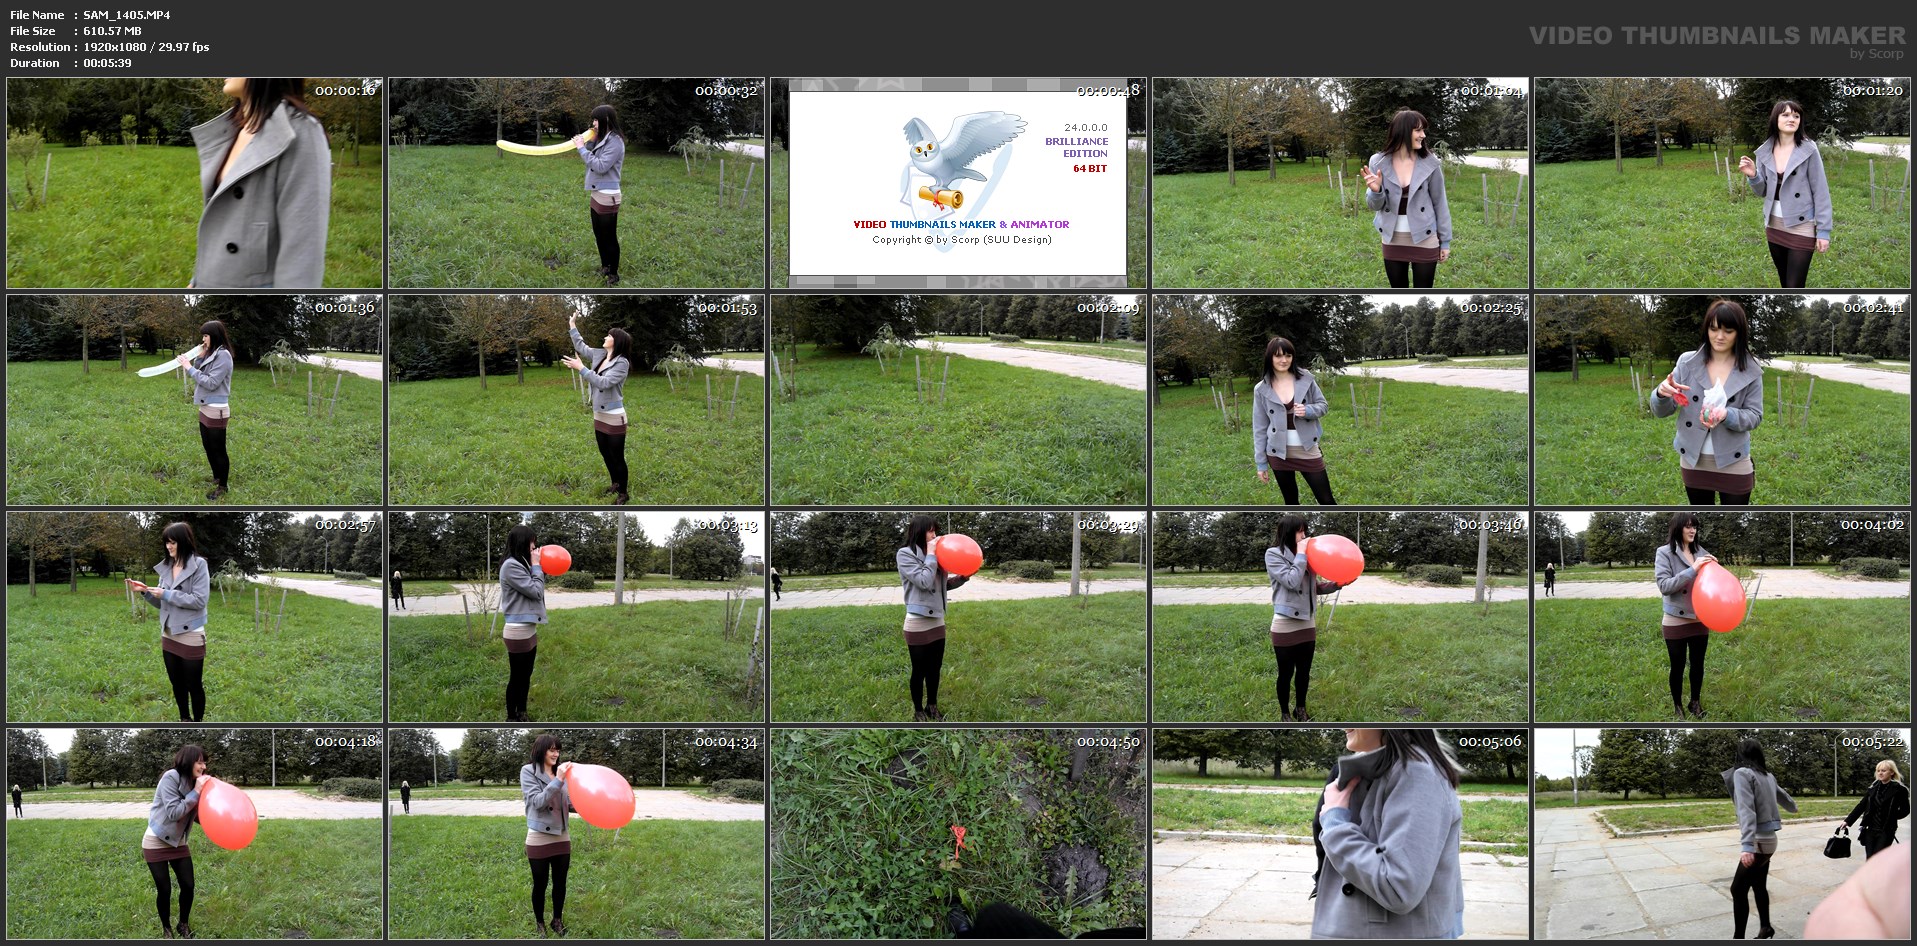 File Name : SAM_1405.MP4
File Size : 610.57 MB
Resolution : 1920x1080 / 29.97 fps
Duration : 00:05:39
VIDEO THUMBNAILS MAKER
by Scorp
00:00:16
00:00:32
00:00:48
24.0.0.0
BRILLIANCE
EDITION
64 BIT
VIDEO THUMBNAILS MAKER & ANIMATOR
Copyright © by Scorp (SUU Design)
00:01:04
00:01:20
00:01:36
00:01:53
00:02:09
00:02:25
00:02:41
00:02:57
00:03:13
00:03:29
00:03:46
00:04:02
00:04:18
00:04:34
00:04:50
00:05:06
00:05:22